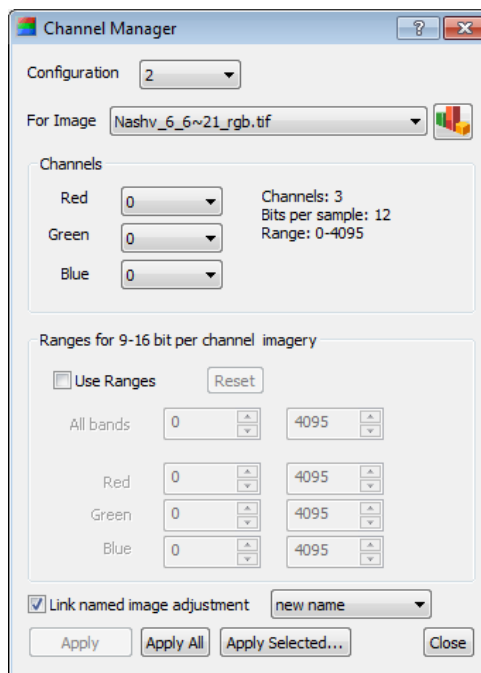 Channel Manager
Configuration 2
For Image Nashv_6_6~21_rgb.tif
Channels
Red 0 Channels: 3
Bits per sample: 12
Green 0 Range: 0-4095
Blue 0
Ranges for 9-16 bit per channel imagery
Use Ranges Reset
All bands 0 4095
Red 0 4095
Green 0 4095
Blue 0 4095
Link named image adjustment new name
Apply Apply All Apply Selected... Close